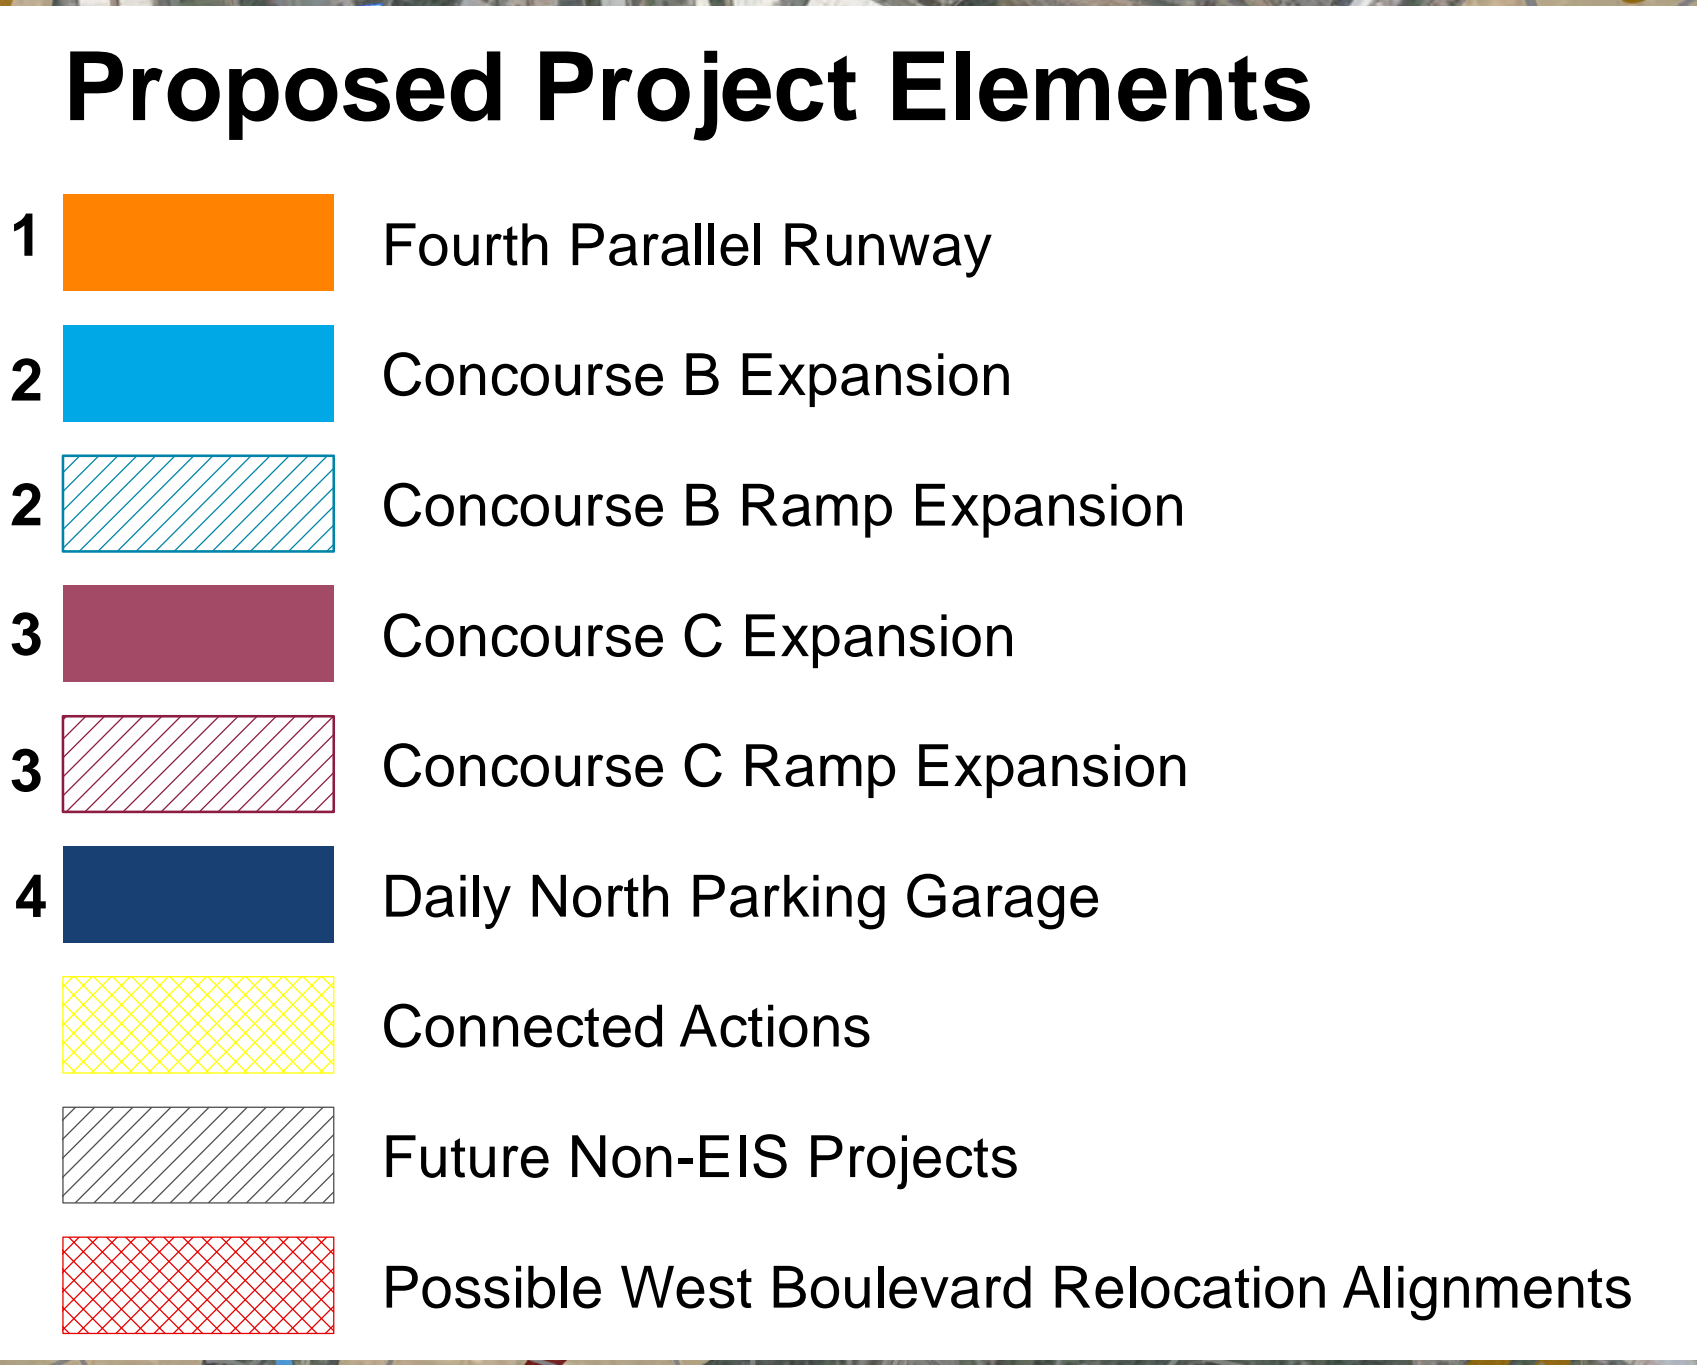 Proposed Project Elements
1 Fourth Parallel Runway
2 Concourse B Expansion
2 Concourse B Ramp Expansion
3 Concourse C Expansion
3 Concourse C Ramp Expansion
4 Daily North Parking Garage
Connected Actions
Future Non-EIS Projects
Possible West Boulevard Relocation Alignments